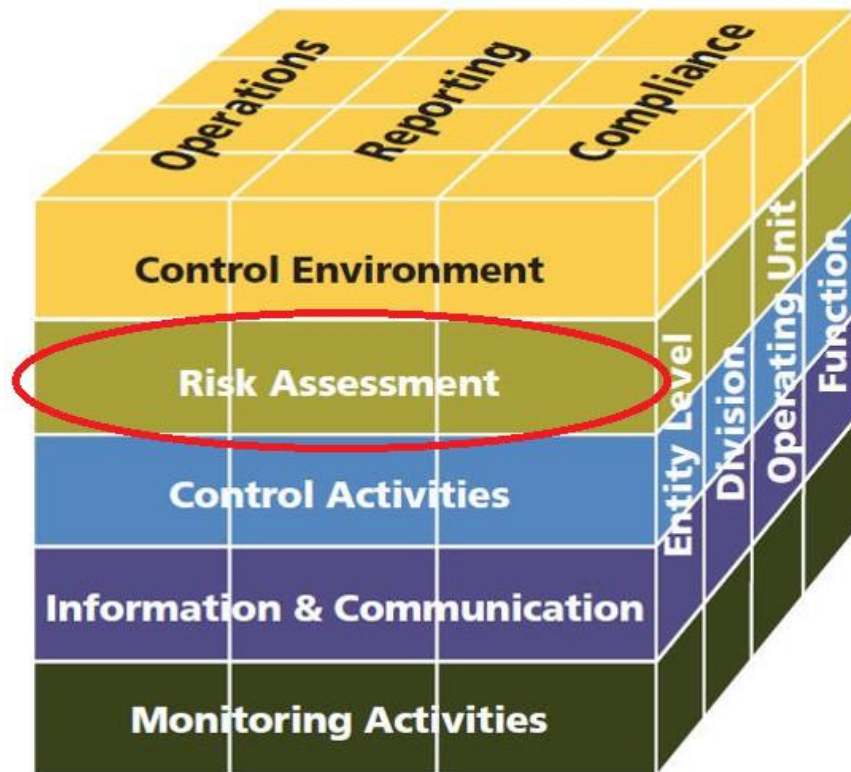 Operations
Reporting
Compliance
Control Environment
Risk Assessment
Control Activities
Information & Communication
Monitoring Activities
Entity Level
Division
Operating Unit
Function